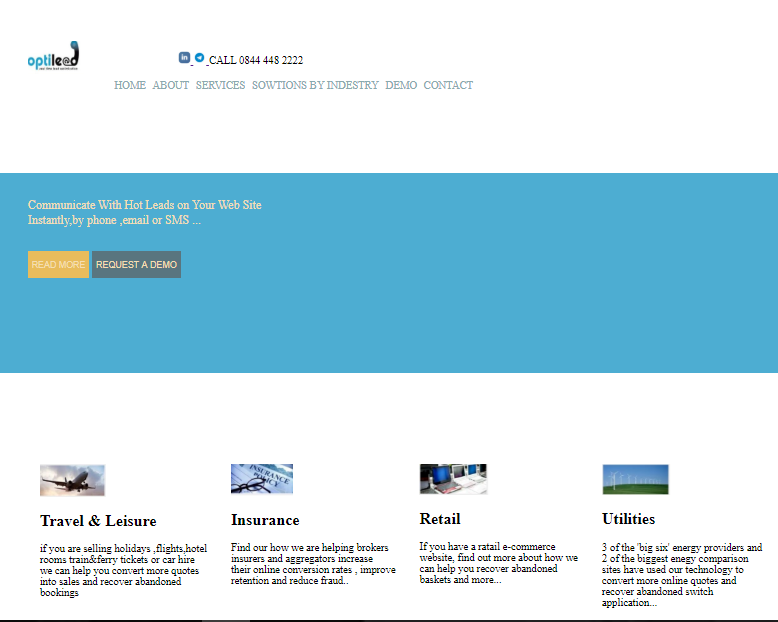 optile@d
CALL 0844 448 2222
HOME ABOUT SERVICES SOWTIONS BY INDESTRY DEMO CONTACT
Communicate With Hot Leads on Your Web Site
Instantly,by phone ,email or SMS ...
READ MORE REQUEST A DEMO
INSURANCE
POLICY
Travel & Leisure
if you are selling holidays ,flights,hotel
rooms train&ferry tickets or car hire
we can help you convert more quotes
into sales and recover abandoned
bookings
Insurance
Find our how we are helping brokers
insurers and aggregators increase
their online conversion rates , improve
retention and reduce fraud..
Retail
If you have a ratail e-commerce
website, find out more about how we
can help you recover abandoned
baskets and more...
Utilities
3 of the 'big six' energy providers and
2 of the biggest enegy comparison
sites have used our technology to
convert more online quotes and
recover abandoned switch
application...